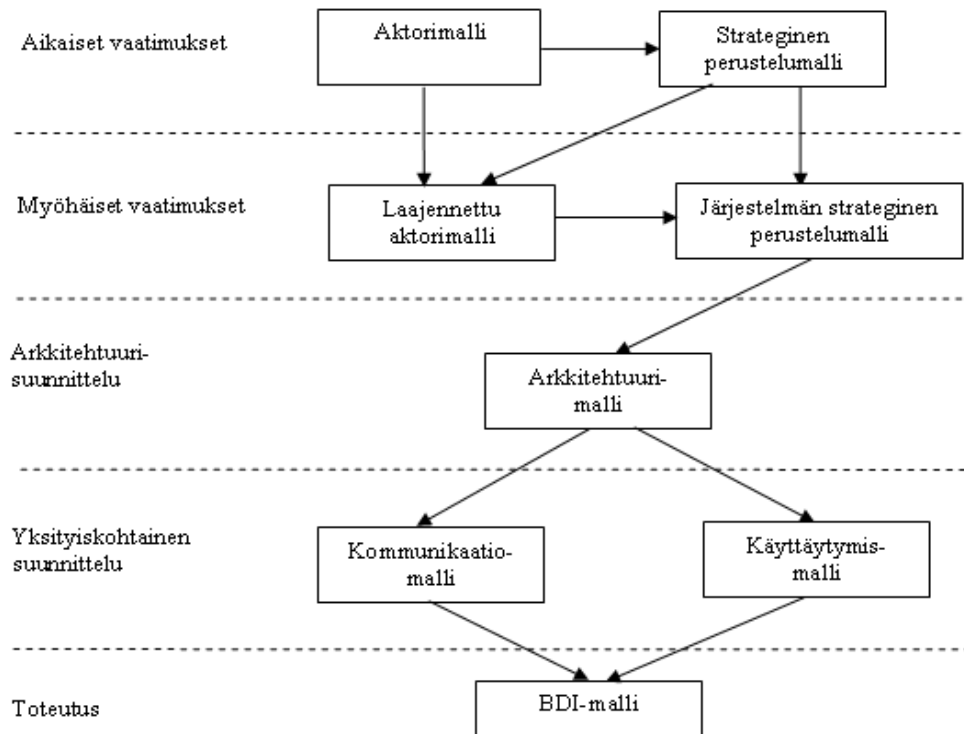 Aikaiset vaatimukset
Aktorimalli
Strateginen
perustelumalli
Myöhäiset vaatimukset
Laajennettu
aktorimalli
Järjestelmän strateginen
perustelumalli
Arkkitehtuuri-
suunnittelu
Arkkitehtuuri-
malli
Yksityiskohtainen
suunnittelu
Kommunikaatio-
malli
Käyttäytymis-
malli
Toteutus
BDI-malli